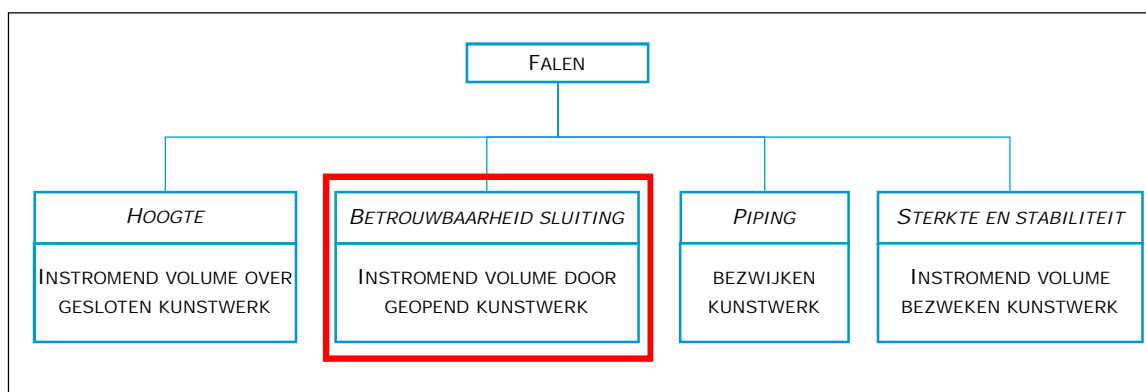 FALEN
HOOGTE
INSTROMEND VOLUME OVER
GESLOTEN KUNSTWERK
BETROUWBAARHEID SLUITING
INSTROMEND VOLUME DOOR
GEOPEND KUNSTWERK
PIPING
BEZWIJKEN
KUNSTWERK
STERKTE EN STABILITEIT
INSTROMEND VOLUME
BEZWEKEN KUNSTWERK